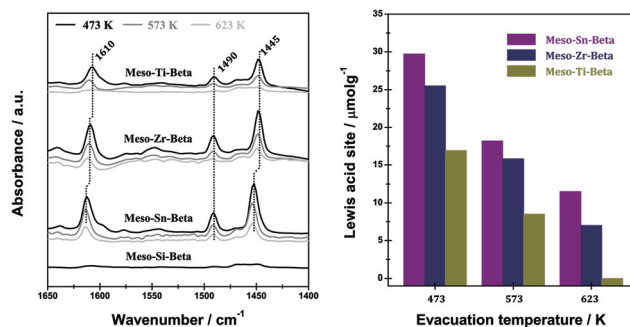 473 K 573 K 623 K
1610
1490
1445
Meso-Ti-Beta
Meso-Zr-Beta
Meso-Sn-Beta
Meso-Si-Beta
Absorbance / a.u.
1650 1600 1550 1500 1450 1400
Wavenumber / cm⁻¹
Meso-Sn-Beta
Meso-Zr-Beta
Meso-Ti-Beta
Lewis acid site / μmolg⁻¹
35
30
25
20
15
10
5
0
473 573 623
Evacuation temperature / K